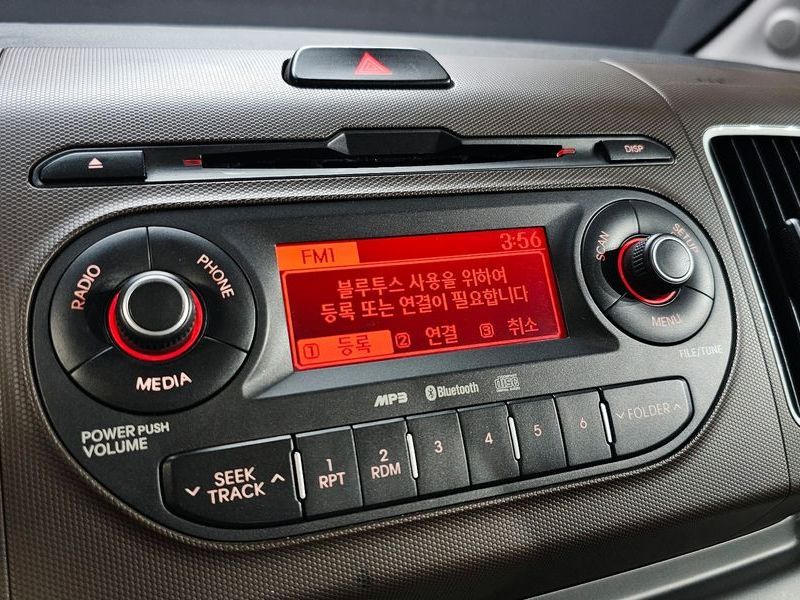 DISP
RADIO
PHONE
MEDIA
POWER PUSH
VOLUME
FM1 3:56
블루투스 사용을 위하여
등록 또는 연결이 필요합니다
① 등록 ② 연결 ③ 취소
SCAN
SETUP
MENU
FILE/TUNE
MP3 Bluetooth disc
SEEK
TRACK
1
RPT
2
RDM
3
4
5
6
FOLDER